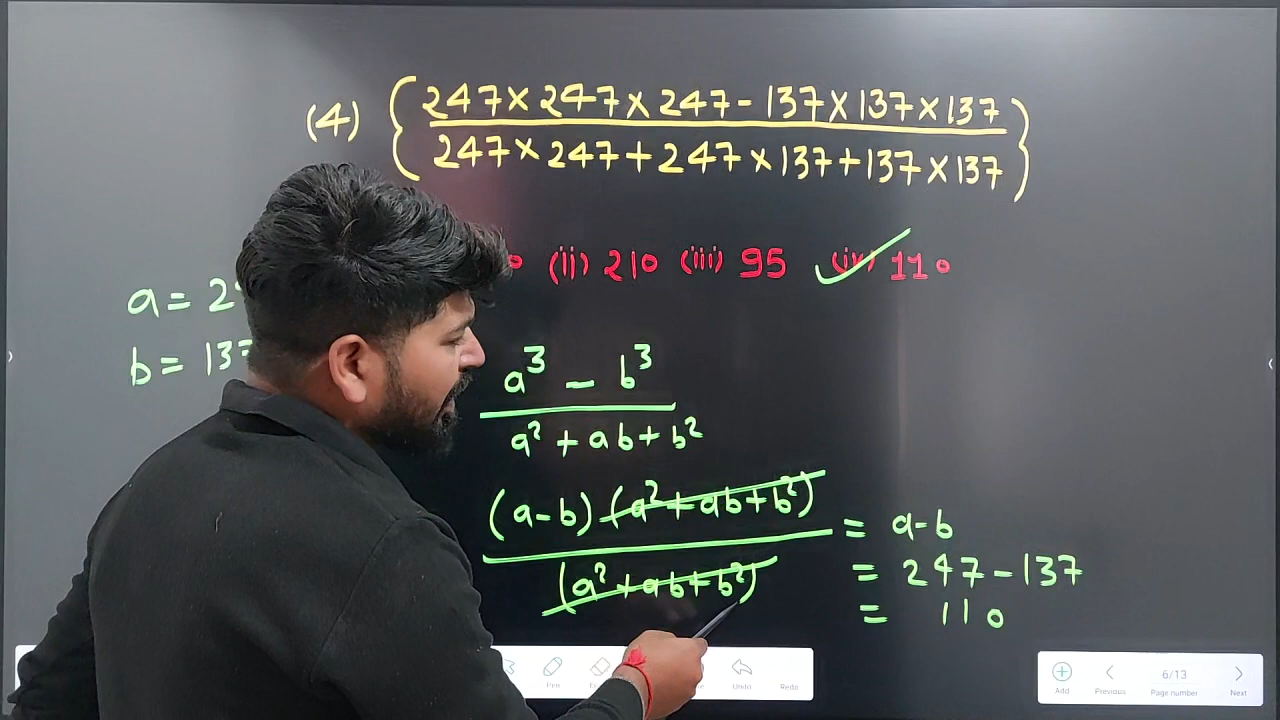 (4) { 247 × 247 × 247 - 137 × 137 × 137
247 × 247 + 247 × 137 + 137 × 137 }
(ii) 210 (iii) 95 (iv) 110
a =
b = 137
a³ - b³
a² + ab + b²
(a-b) (a² + ab + b²)
(a² + ab + b²)
= a-b
= 247 - 137
= 110
Pen
Undo Redo
Add Previous 6/13 Next
Page number